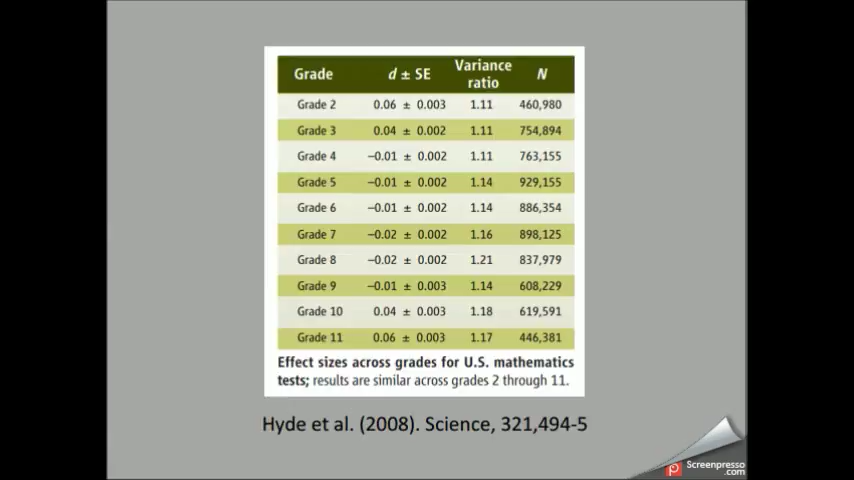 Grade d ± SE Variance ratio N
Grade 2 0.06 ± 0.003 1.11 460,980
Grade 3 0.04 ± 0.002 1.11 754,894
Grade 4 –0.01 ± 0.002 1.11 763,155
Grade 5 –0.01 ± 0.002 1.14 929,155
Grade 6 –0.01 ± 0.002 1.14 886,354
Grade 7 –0.02 ± 0.002 1.16 898,125
Grade 8 –0.02 ± 0.002 1.21 837,979
Grade 9 –0.01 ± 0.003 1.14 608,229
Grade 10 0.04 ± 0.003 1.18 619,591
Grade 11 0.06 ± 0.003 1.17 446,381
Effect sizes across grades for U.S. mathematics
tests; results are similar across grades 2 through 11.
Hyde et al. (2008). Science, 321,494-5
Screenpresso
.com